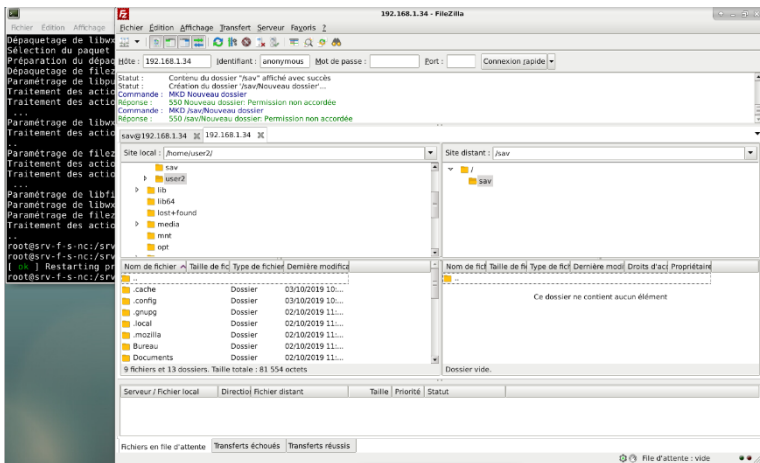 192.168.1.34 - FileZilla
Fichier Édition Affichage
Fichier Édition Affichage Transfert Serveur Favoris ?
Dépaquetage de libwx
Sélection du paquet
Préparation du dépaq
Dépaquetage de filez
Paramétrage de libpu
Traitement des actio
Traitement des actio
...
Paramétrage de libwx
Traitement des actio
..
Paramétrage de filez
Traitement des actio
Traitement des actio
...
Paramétrage de libfi
Paramétrage de libwx
Paramétrage de filez
Traitement des actio
..
root@srv-f-s-nc:/srv
root@srv-f-s-nc:/srv
[ ok ] Restarting pr
root@srv-f-s-nc:/srv
Hôte : 192.168.1.34 Identifiant : anonymous Mot de passe : Port : Connexion rapide
Statut : Contenu du dossier "/sav" affiché avec succès
Statut : Création du dossier '/sav/Nouveau dossier'...
Commande : MKD Nouveau dossier
Réponse : 550 Nouveau dossier: Permission non accordée
Commande : MKD /sav/Nouveau dossier
Réponse : 550 /sav/Nouveau dossier: Permission non accordée
sav@192.168.1.34 192.168.1.34
Site local : /home/user2/
sav
user2
lib
lib64
lost+found
media
mnt
opt
Site distant : /sav
/
sav
Nom de fichier Taille de fic Type de fichier Dernière modifica
..
.cache Dossier 03/10/2019 10:...
.config Dossier 03/10/2019 10:...
.gnupg Dossier 02/10/2019 11:...
.local Dossier 02/10/2019 11:...
.mozilla Dossier 02/10/2019 11:...
Bureau Dossier 02/10/2019 11:...
Documents Dossier 02/10/2019 11:...
9 fichiers et 13 dossiers. Taille totale : 81 554 octets
Nom de fich Taille de fi Type de fich Dernière modi Droits d'acc Propriétaire
..
Ce dossier ne contient aucun élément
Dossier vide.
Serveur / Fichier local Direction Fichier distant Taille Priorité Statut
Fichiers en file d'attente Transferts échoués Transferts réussis
File d'attente : vide